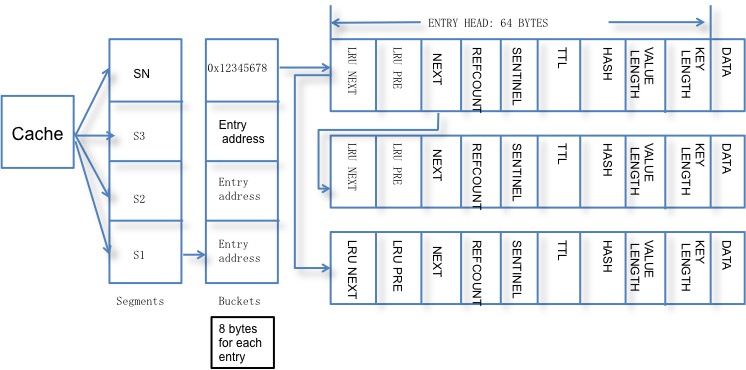 ENTRY HEAD: 64 BYTES
Cache
SN
S3
S2
S1
Segments
0x12345678
Entry
address
Entry
address
Entry
address
Buckets
8 bytes
for each
entry
LRU NEXT
LRU PRE
NEXT
REFCOUNT
SENTINEL
TTL
HASH
VALUE
LENGTH
KEY
LENGTH
DATA
LRU NEXT
LRU PRE
NEXT
REFCOUNT
SENTINEL
TTL
HASH
VALUE
LENGTH
KEY
LENGTH
DATA
LRU NEXT
LRU PRE
NEXT
REFCOUNT
SENTINEL
TTL
HASH
VALUE
LENGTH
KEY
LENGTH
DATA